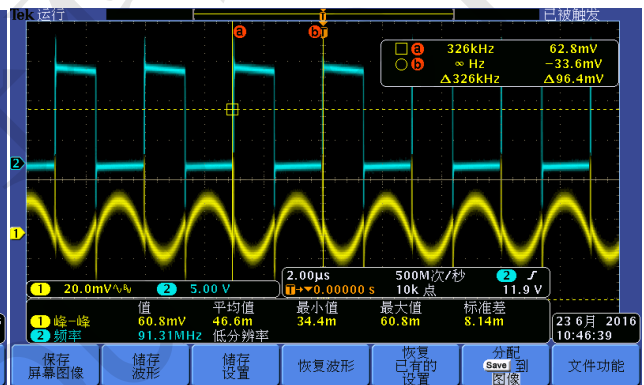 Tek 运行 已被触发
a b T
a 326kHz 62.8mV
b ∞ Hz −33.6mV
Δ326kHz Δ96.4mV
2
1
1 20.0mV 2 5.00 V
2.00μs 500M次/秒 2
T→▼0.00000 s 10k 点 11.9 V
值 平均值 最小值 最大值 标准差
1 峰−峰 60.8mV 46.6m 34.4m 60.8m 8.14m
2 频率 91.31MHz 低分辨率
23 6月 2016
10:46:39
保存
屏幕图像
储存
波形
储存
设置
恢复波形
恢复
已有的
设置
分配
Save 到
图像
文件功能